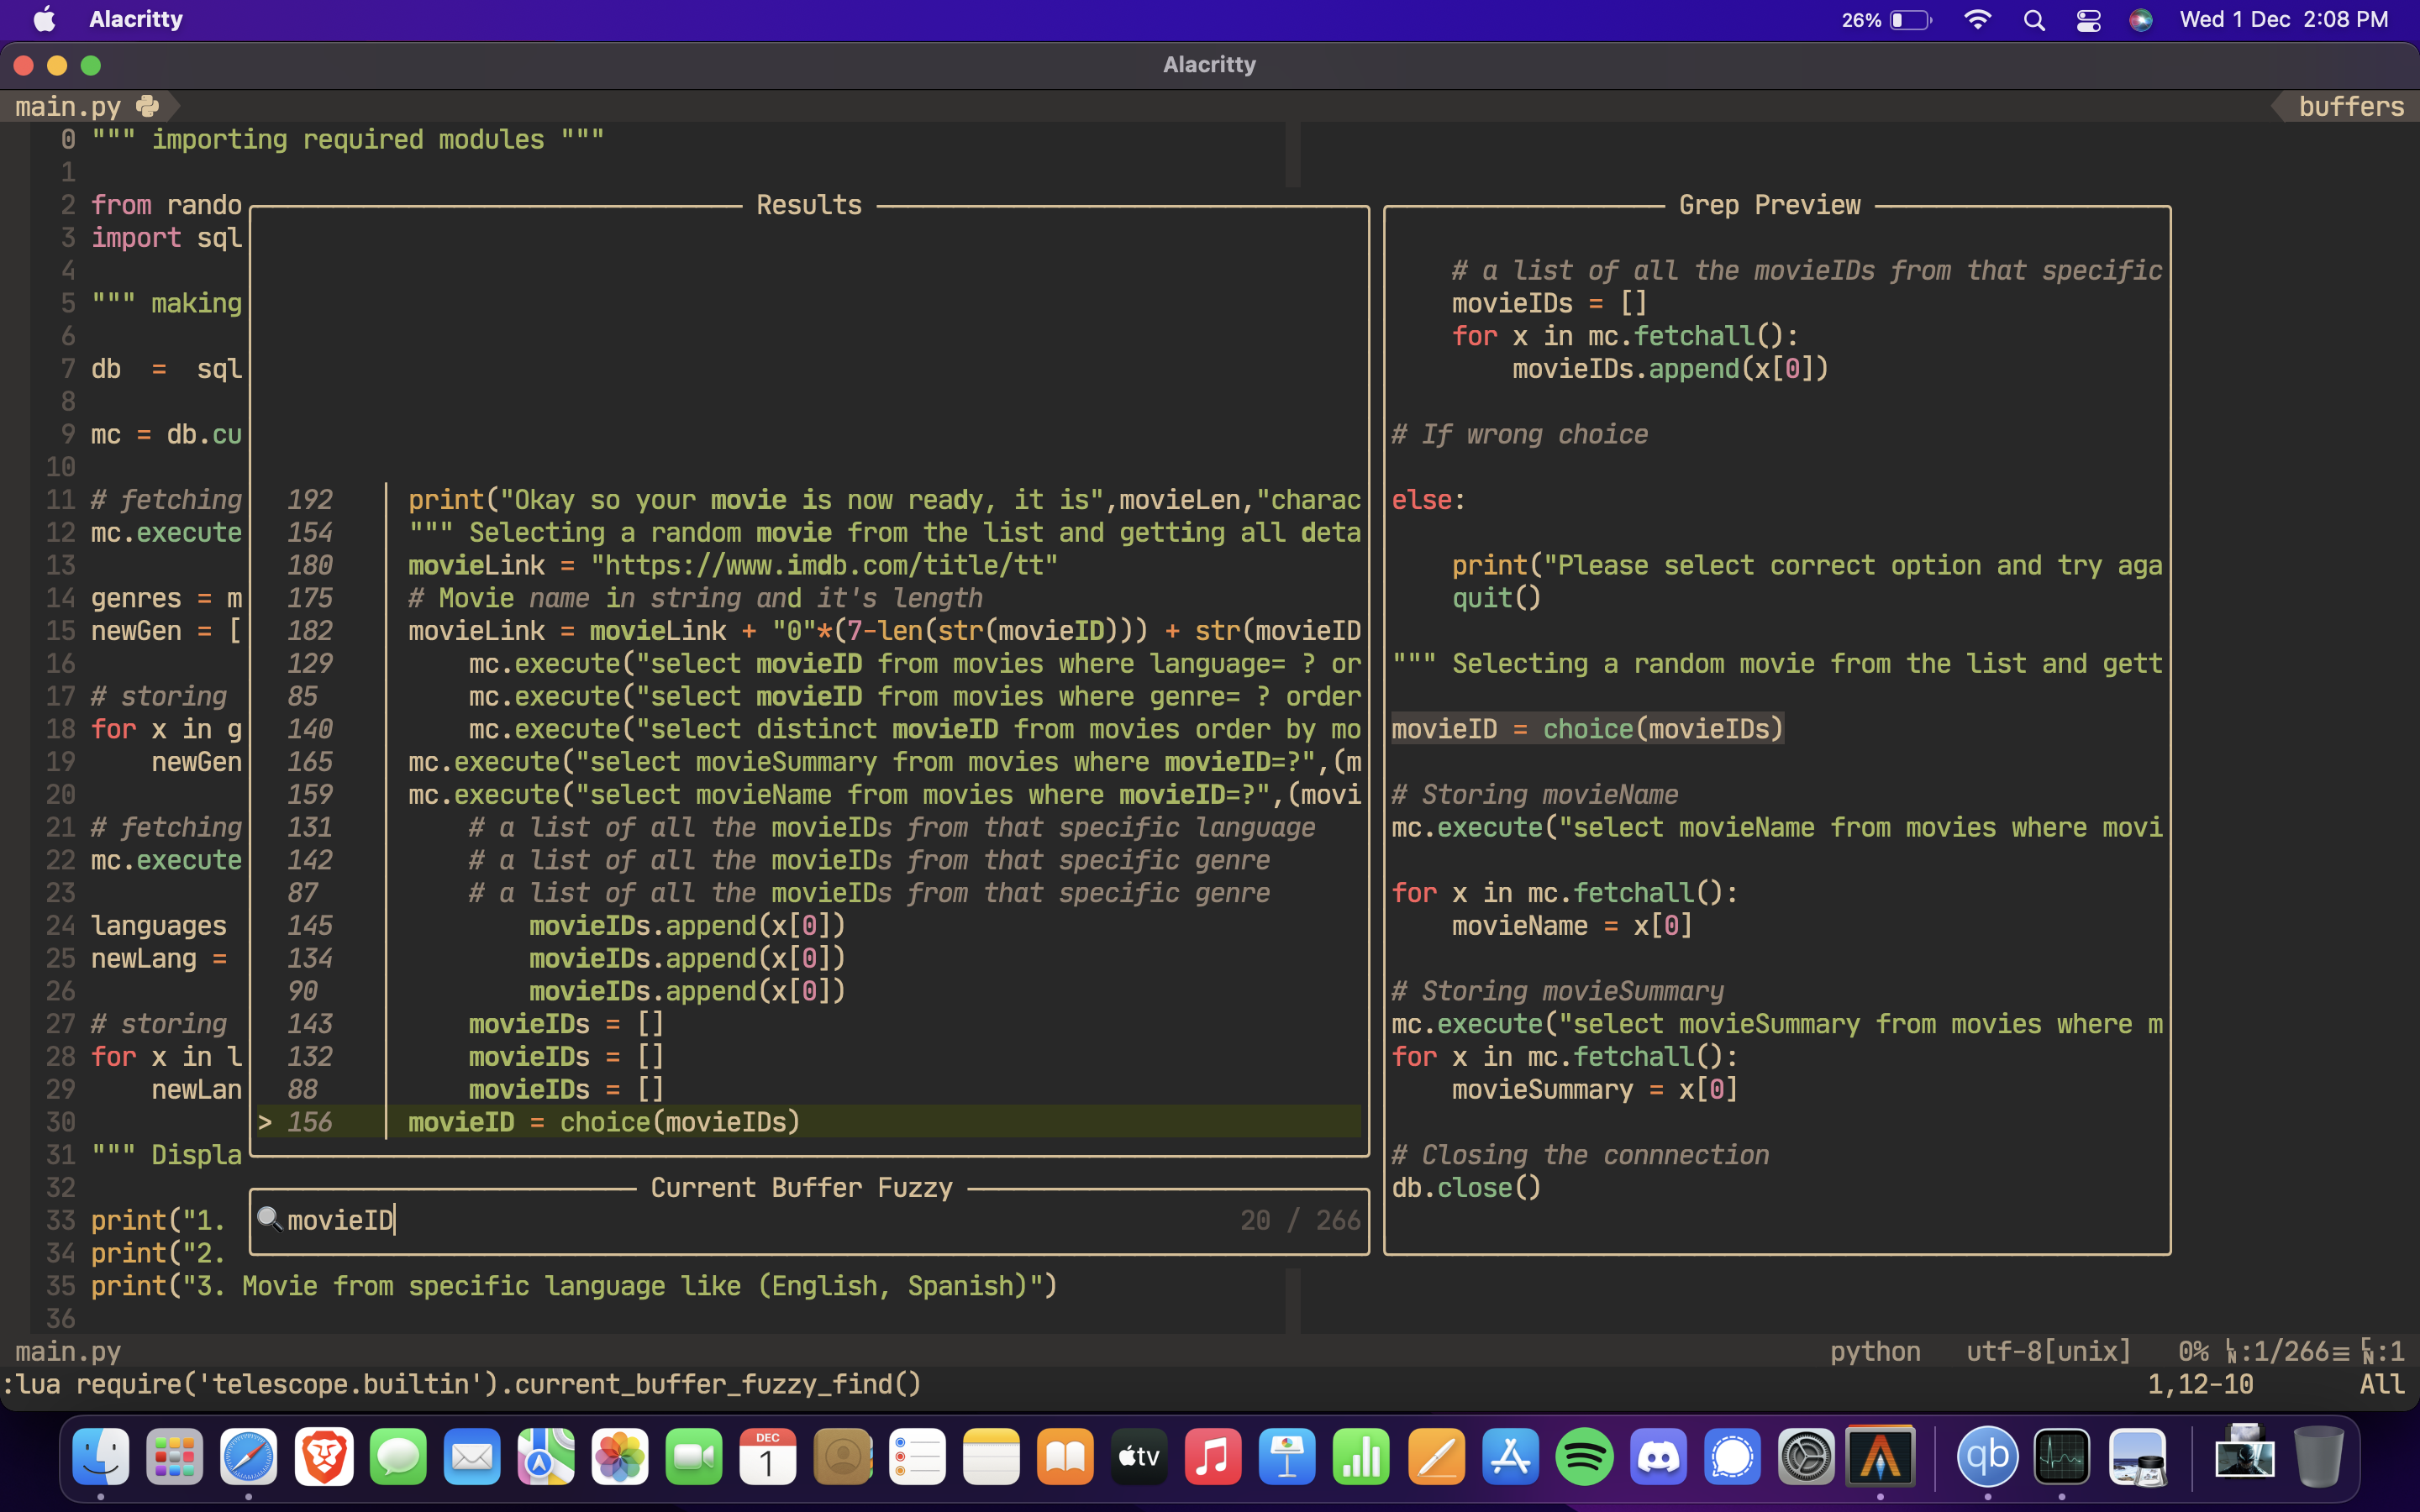 Alacritty
26%
Wed 1 Dec 2:08 PM
Alacritty
main.py
buffers
0 """ importing required modules """
1
2 from rando
3 import sql
4
5 """ making
6
7 db = sql
8
9 mc = db.cu
10
11 # fetching
12 mc.execute
13
14 genres = m
15 newGen = [
16
17 # storing
18 for x in g
19 newGen
20
21 # fetching
22 mc.execute
23
24 languages
25 newLang =
26
27 # storing
28 for x in l
29 newLan
30
31 """ Displa
32
33 print("1.
34 print("2.
35 print("3. Movie from specific language like (English, Spanish)")
36
Results
192 print("Okay so your movie is now ready, it is",movieLen,"charac
154 """ Selecting a random movie from the list and getting all deta
180 movieLink = "https://www.imdb.com/title/tt"
175 # Movie name in string and it's length
182 movieLink = movieLink + "0"*(7-len(str(movieID))) + str(movieID
129 mc.execute("select movieID from movies where language= ? or
85 mc.execute("select movieID from movies where genre= ? order
140 mc.execute("select distinct movieID from movies order by mo
165 mc.execute("select movieSummary from movies where movieID=?",(m
159 mc.execute("select movieName from movies where movieID=?",(movi
131 # a list of all the movieIDs from that specific language
142 # a list of all the movieIDs from that specific genre
87 # a list of all the movieIDs from that specific genre
145 movieIDs.append(x[0])
134 movieIDs.append(x[0])
90 movieIDs.append(x[0])
143 movieIDs = []
132 movieIDs = []
88 movieIDs = []
> 156 movieID = choice(movieIDs)
Current Buffer Fuzzy
movieID 20 / 266
Grep Preview
# a list of all the movieIDs from that specific
movieIDs = []
for x in mc.fetchall():
movieIDs.append(x[0])
# If wrong choice
else:
print("Please select correct option and try aga
quit()
""" Selecting a random movie from the list and gett
movieID = choice(movieIDs)
# Storing movieName
mc.execute("select movieName from movies where movi
for x in mc.fetchall():
movieName = x[0]
# Storing movieSummary
mc.execute("select movieSummary from movies where m
for x in mc.fetchall():
movieSummary = x[0]
# Closing the connnection
db.close()
main.py
python utf-8[unix] 0% LN:1/266≡ CN:1
:lua require('telescope.builtin').current_buffer_fuzzy_find()
1,12-10 All
DEC
1
tv
qb